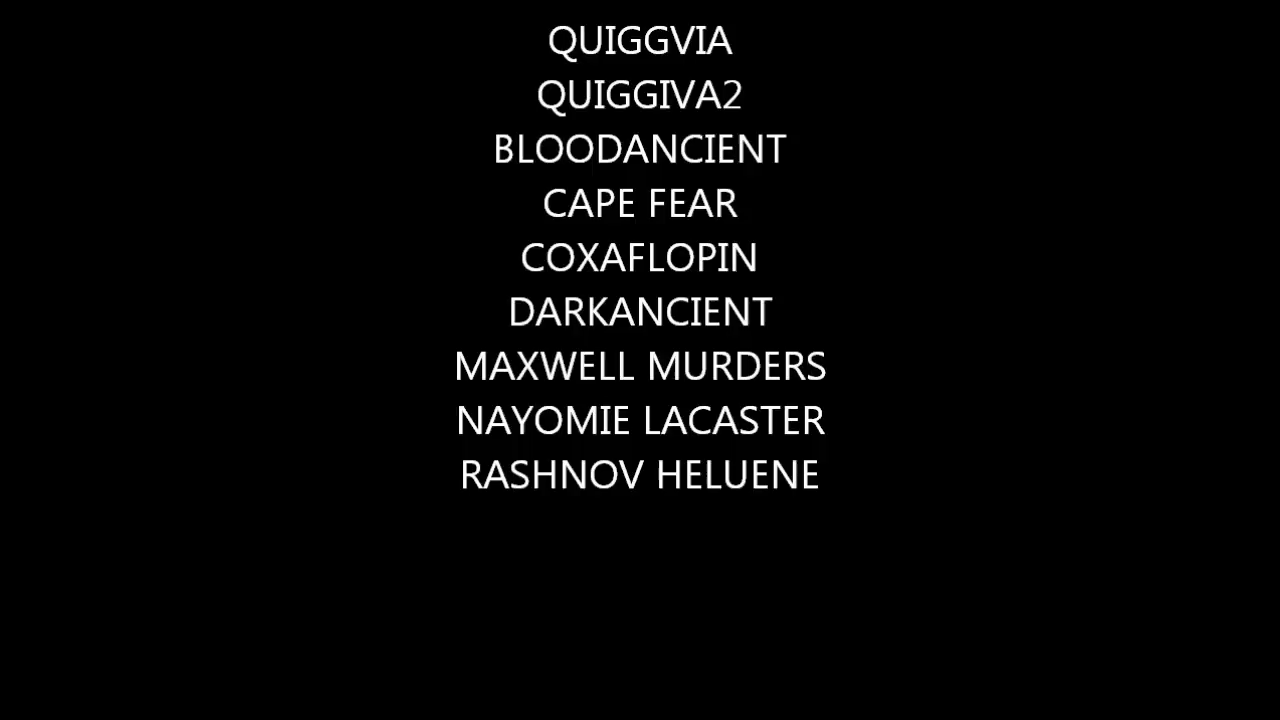 QUIGGVIA
QUIGGIVA2
BLOODANCIENT
CAPE FEAR
COXAFLOPIN
DARKANCIENT
MAXWELL MURDERS
NAYOMIE LACASTER
RASHNOV HELUENE